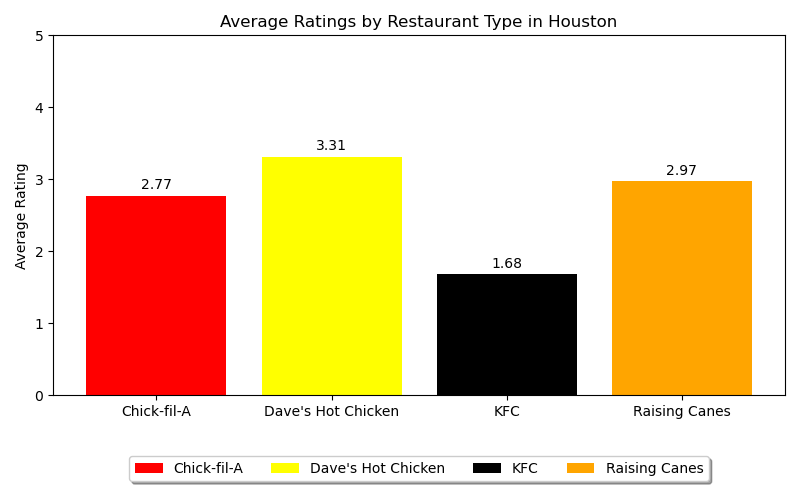 Average Ratings by Restaurant Type in Houston
5
4
3
2
1
0
Average Rating
2.77
3.31
1.68
2.97
Chick-fil-A
Dave's Hot Chicken
KFC
Raising Canes
Chick-fil-A
Dave's Hot Chicken
KFC
Raising Canes